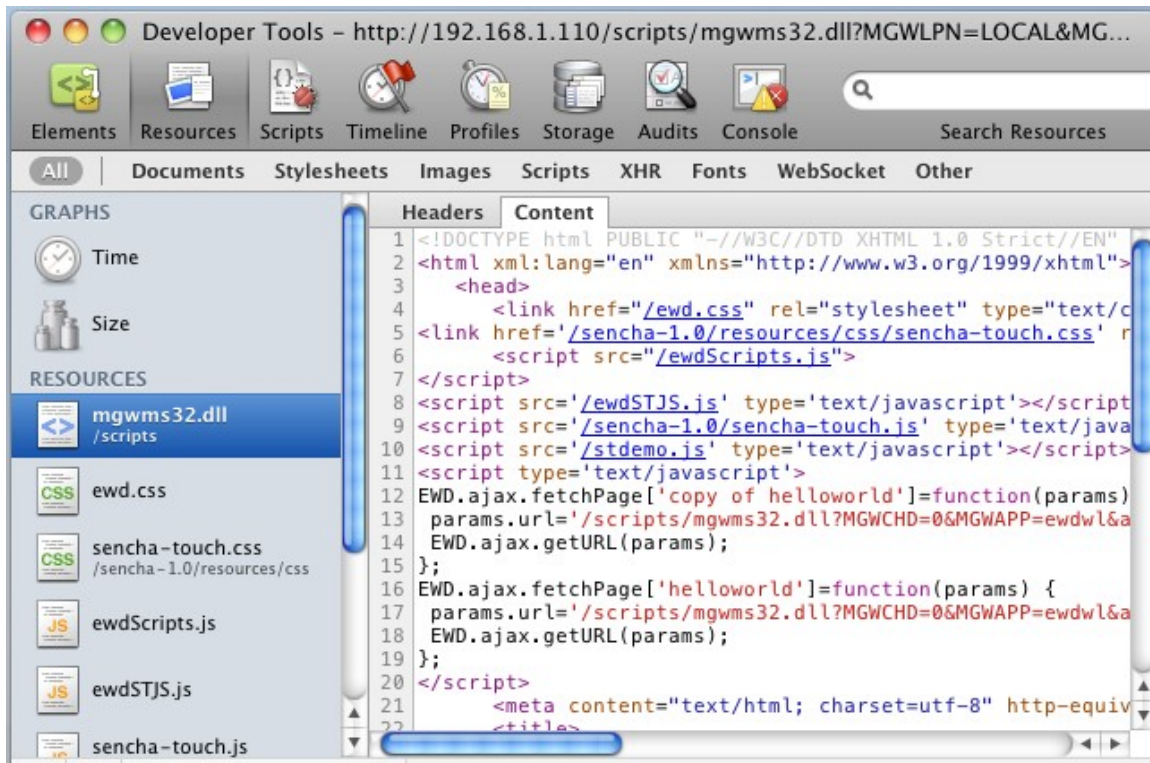 Developer Tools – http://192.168.1.110/scripts/mgwms32.dll?MGWLPN=LOCAL&MG...
Elements Resources Scripts Timeline Profiles Storage Audits Console Search Resources
All Documents Stylesheets Images Scripts XHR Fonts WebSocket Other
GRAPHS
Time
Size
RESOURCES
mgwms32.dll
/scripts
CSS ewd.css
CSS sencha-touch.css
/sencha-1.0/resources/css
JS ewdScripts.js
JS ewdSTJS.js
JS sencha-touch.js
Headers Content
1 <!DOCTYPE html PUBLIC "-//W3C//DTD XHTML 1.0 Strict//EN"
2 <html xml:lang="en" xmlns="http://www.w3.org/1999/xhtml">
3 <head>
4 <link href="/ewd.css" rel="stylesheet" type="text/c
5 <link href='/sencha-1.0/resources/css/sencha-touch.css' r
6 <script src="/ewdScripts.js">
7 </script>
8 <script src='/ewdSTJS.js' type='text/javascript'></script
9 <script src='/sencha-1.0/sencha-touch.js' type='text/java
10 <script src='/stdemo.js' type='text/javascript'></script>
11 <script type='text/javascript'>
12 EWD.ajax.fetchPage['copy of helloworld']=function(params)
13 params.url='/scripts/mgwms32.dll?MGWCHD=0&MGWAPP=ewdwl&a
14 EWD.ajax.getURL(params);
15 };
16 EWD.ajax.fetchPage['helloworld']=function(params) {
17 params.url='/scripts/mgwms32.dll?MGWCHD=0&MGWAPP=ewdwl&a
18 EWD.ajax.getURL(params);
19 };
20 </script>
21 <meta content="text/html; charset=utf-8" http-equiv
22 <title>